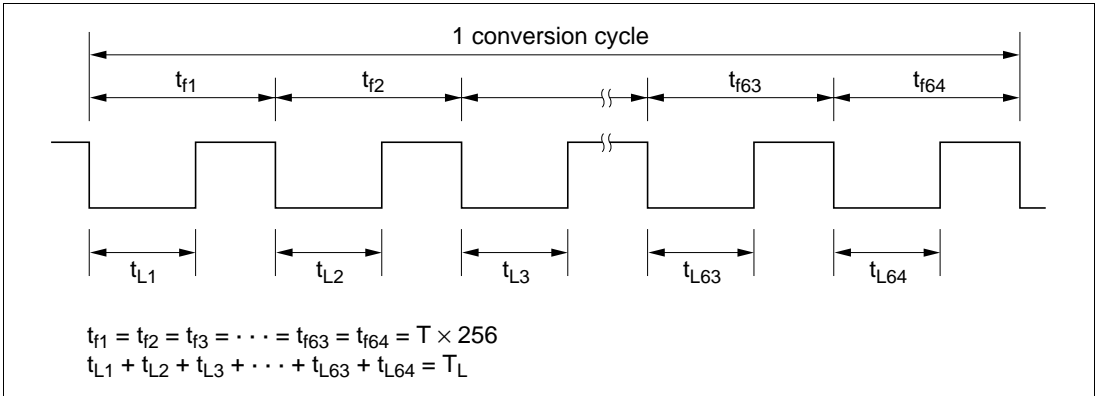 1 conversion cycle
tf1 tf2 tf63 tf64
tL1 tL2 tL3 tL63 tL64
tf1 = tf2 = tf3 = · · · = tf63 = tf64 = T × 256
tL1 + tL2 + tL3 + · · · + tL63 + tL64 = TL